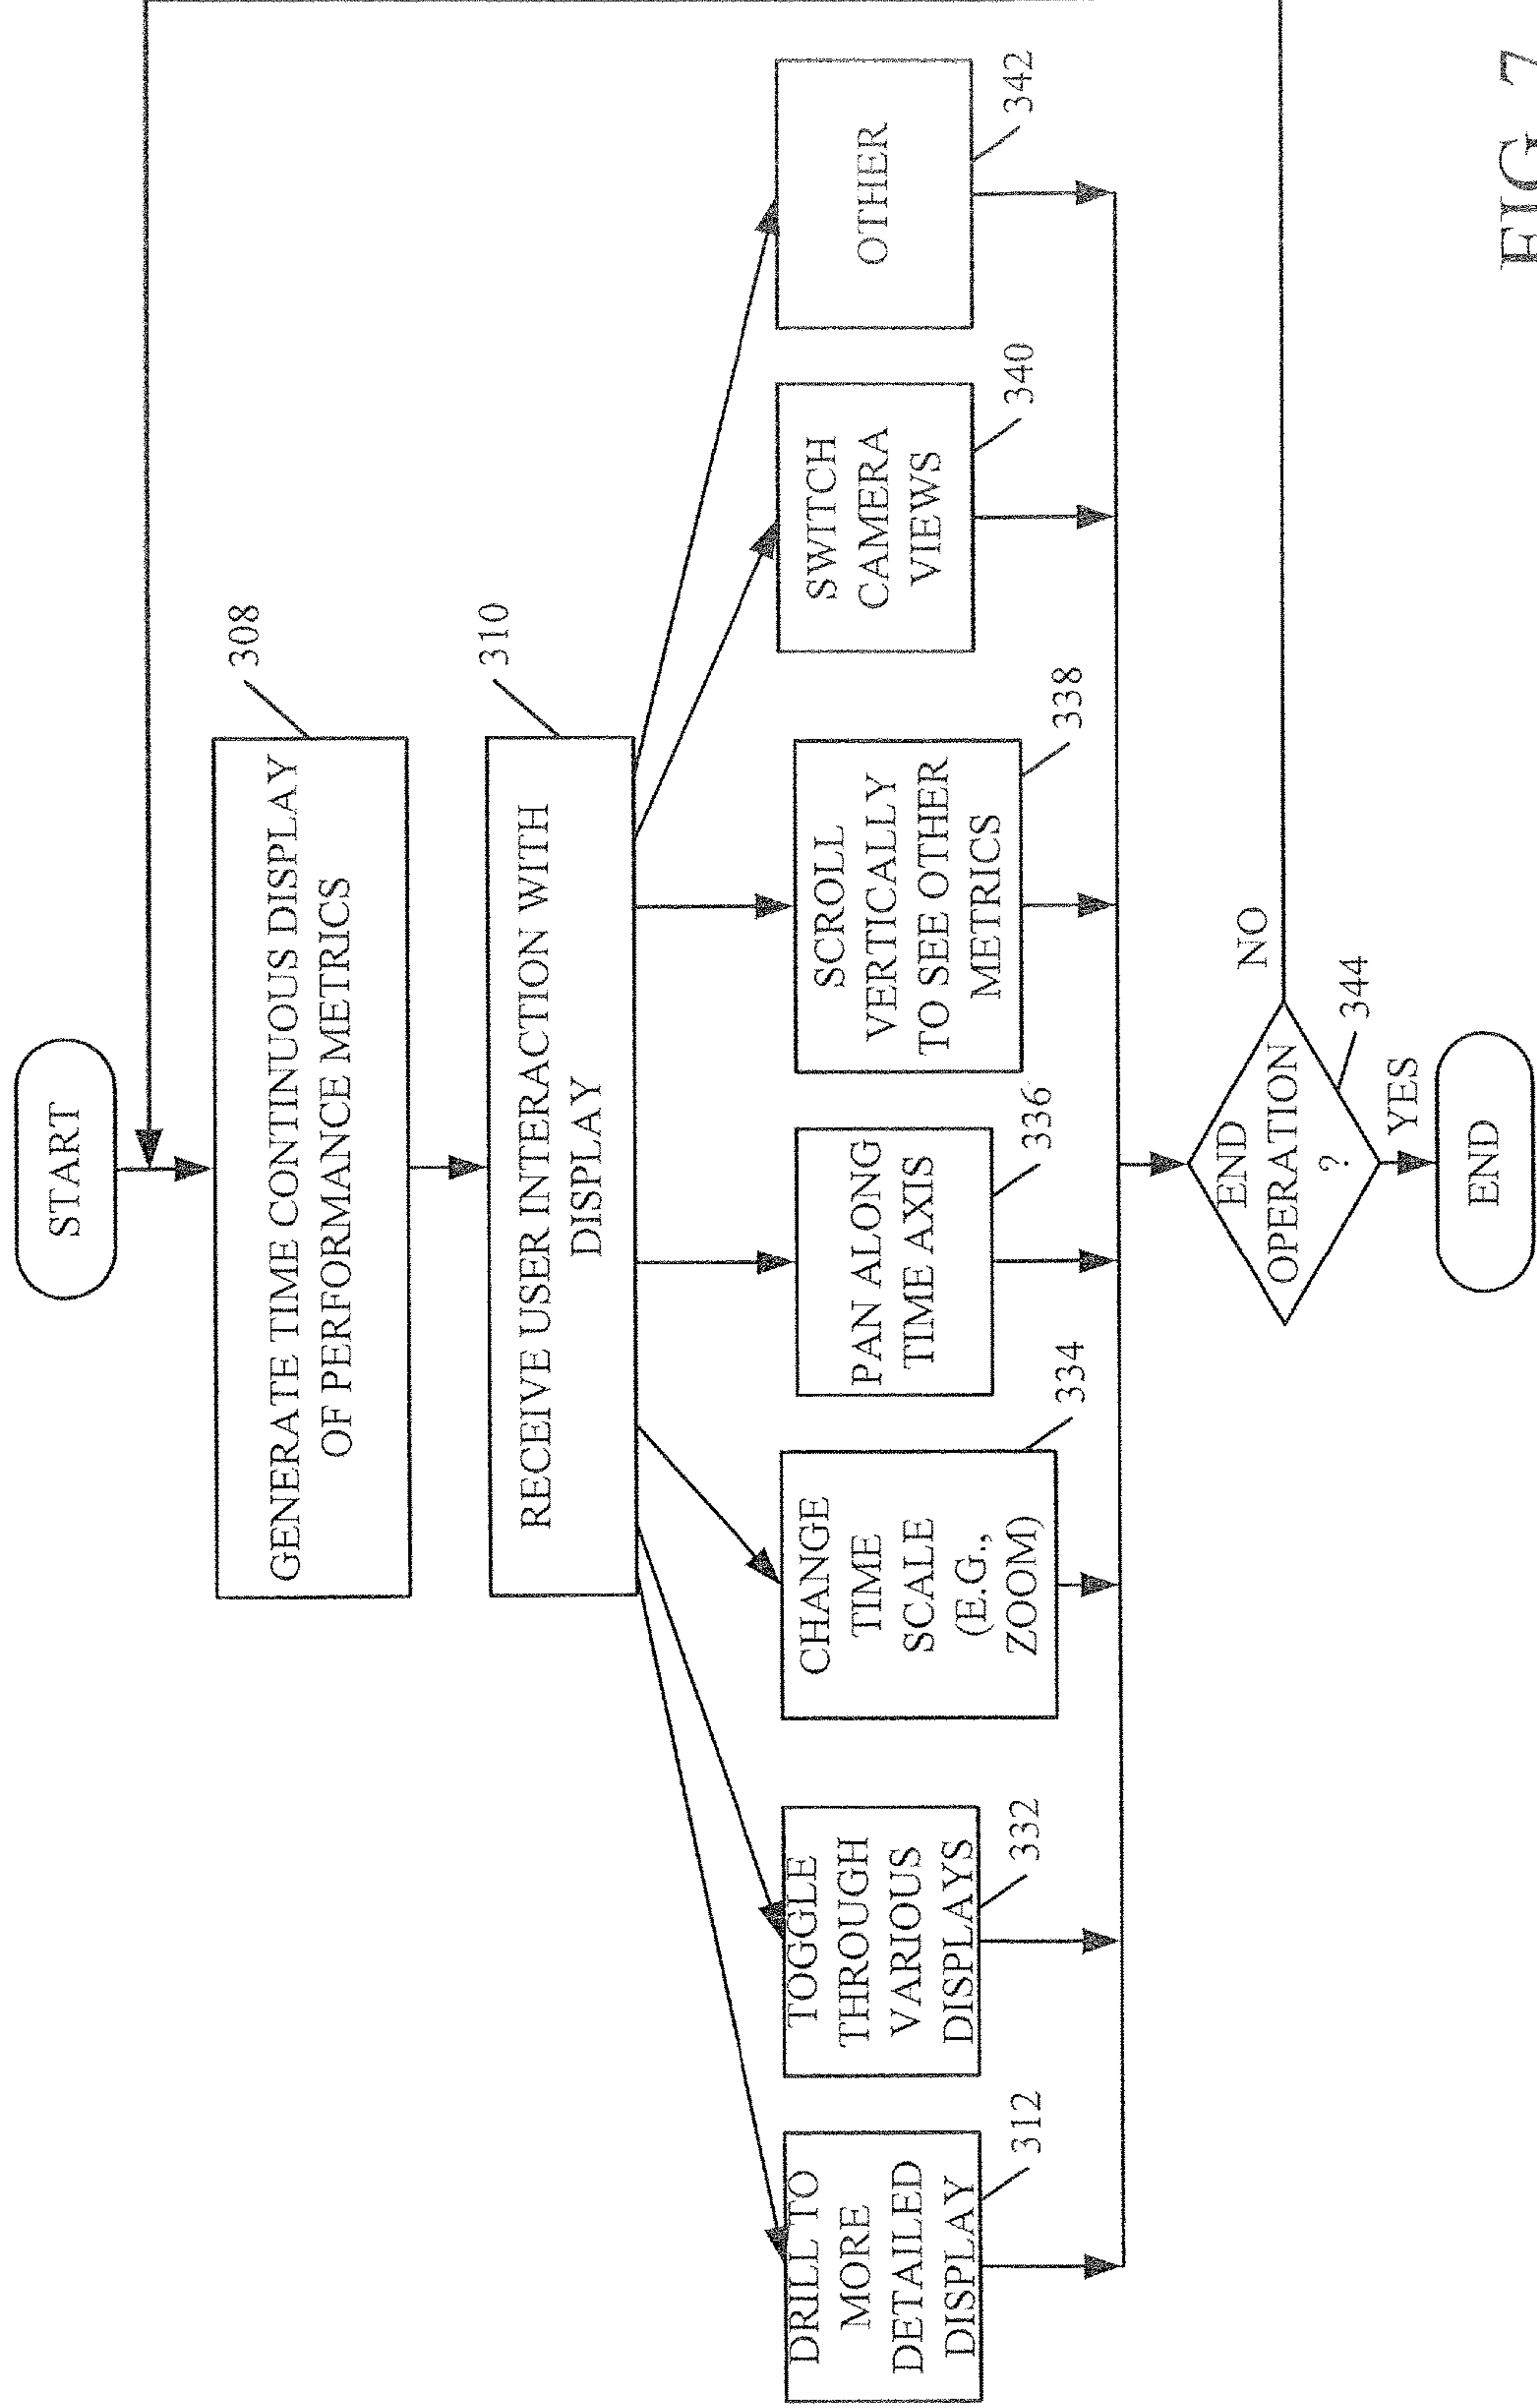 START
308
GENERATE TIME CONTINUOUS DISPLAY
OF PERFORMANCE METRICS
310
RECEIVE USER INTERACTION WITH
DISPLAY
DRILL TO
MORE
DETAILED
DISPLAY
312
TOGGLE
THROUGH
VARIOUS
DISPLAYS
332
CHANGE
TIME
SCALE
(E.G.,
ZOOM)
334
PAN ALONG
TIME AXIS
336
SCROLL
VERTICALLY
TO SEE OTHER
METRICS
338
SWITCH
CAMERA
VIEWS
340
OTHER
342
END
OPERATION
?
344
NO
YES
END
FIG. 7